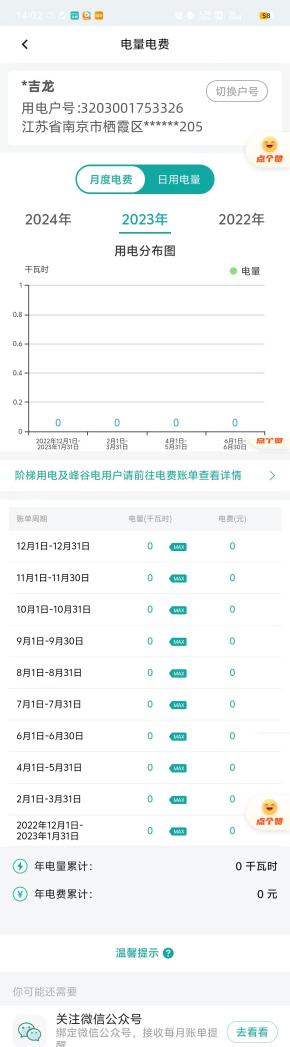 14:02
58
电量电费
*吉龙
切换户号
用电户号:3203001753326
江苏省南京市栖霞区******205
点个赞
月度电费 日用电量
2024年 2023年 2022年
用电分布图
千瓦时 电量
1
0.8
0.6
0.4
0.2
0
0 0 0 0
2022年12月1日- 2月1日- 4月1日- 6月1日-
2023年1月31日 3月31日 5月31日 6月30日
点个赞
阶梯用电及峰谷电用户请前往电费账单查看详情
账单周期 电量(千瓦时) 电费(元)
12月1日-12月31日 0 MAX 0
11月1日-11月30日 0 MAX 0
10月1日-10月31日 0 MAX 0
9月1日-9月30日 0 MAX 0
8月1日-8月31日 0 MAX 0
7月1日-7月31日 0 MAX 0
6月1日-6月30日 0 MAX 0
4月1日-5月31日 0 MAX 0
2月1日-3月31日 0 MAX 0
点个赞
2022年12月1日-
2023年1月31日 0 MAX 0
年电量累计: 0 千瓦时
¥ 年电费累计: 0 元
温馨提示 ?
你可能还需要
关注微信公众号
绑定微信公众号，接收每月账单提
醒
去看看